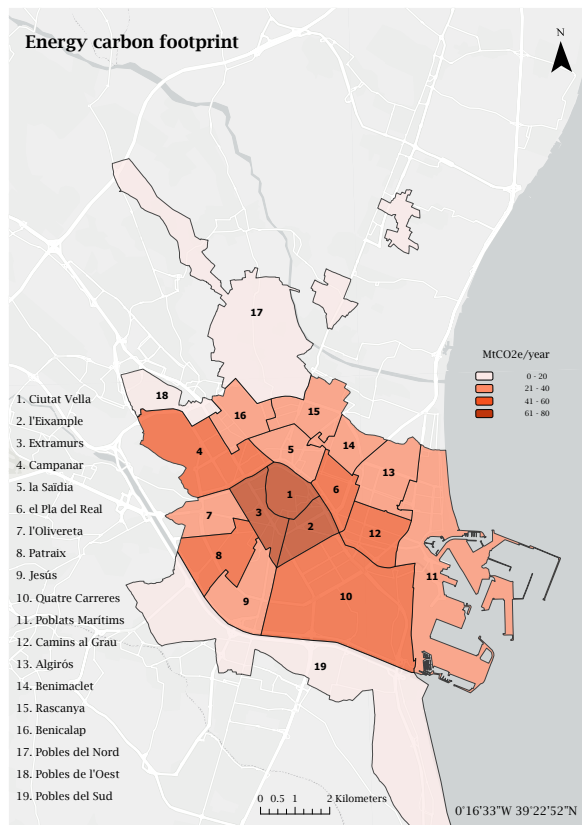 Energy carbon footprint
N
17
MtCO2e/year
0 - 20
21 - 40
41 - 60
61 - 80
18
16
15
14
13
4
5
1
6
3
2
7
12
8
11
9
10
19
1. Ciutat Vella
2. l'Eixample
3. Extramurs
4. Campanar
5. la Saïdia
6. el Pla del Real
7. l'Olivereta
8. Patraix
9. Jesús
10. Quatre Carreres
11. Poblats Marítims
12. Camins al Grau
13. Algirós
14. Benimaclet
15. Rascanya
16. Benicalap
17. Pobles del Nord
18. Pobles de l'Oest
19. Pobles del Sud
0 0.5 1 2 Kilometers
0°16'33"W 39°22'52"N